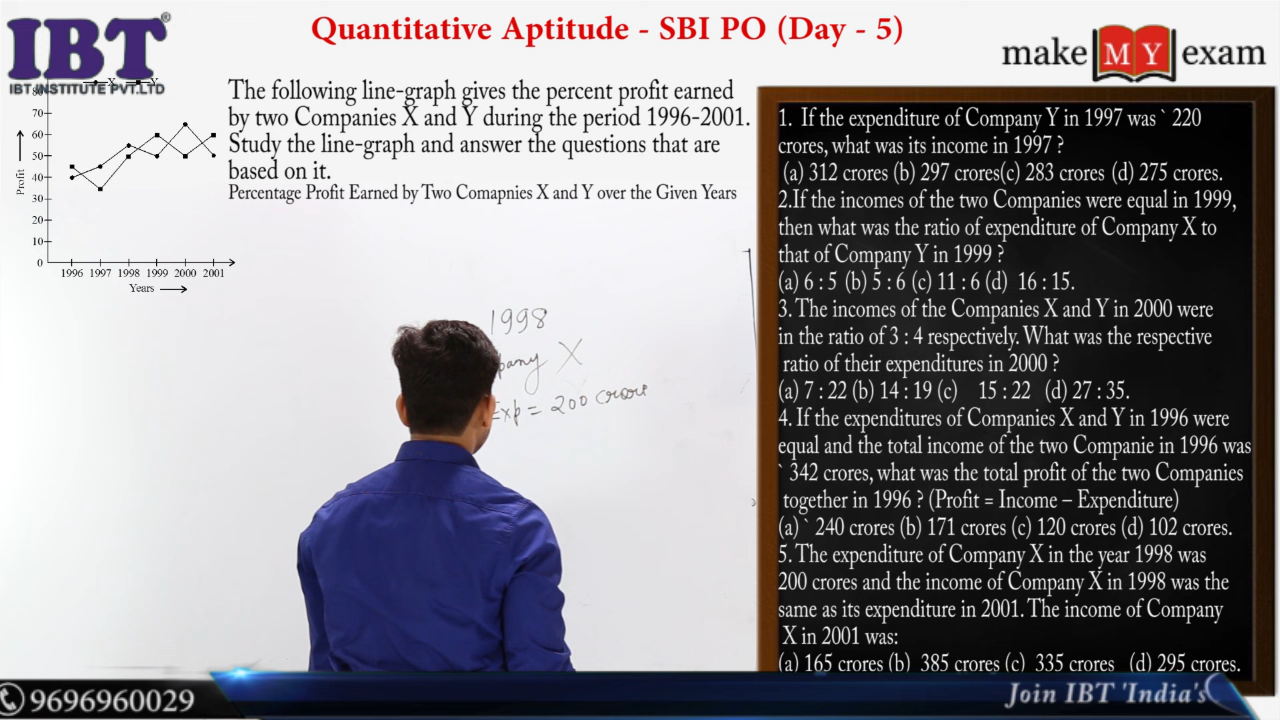 Quantitative Aptitude - SBI PO (Day - 5)
IBT®
IBT INSTITUTE PVT.LTD
make MY exam
X Y
80
70
60
50
40
30
20
10
0
Profit
1996 1997 1998 1999 2000 2001
Years
The following line-graph gives the percent profit earned
by two Companies X and Y during the period 1996-2001.
Study the line-graph and answer the questions that are
based on it.
Percentage Profit Earned by Two Comapnies X and Y over the Given Years
1998
pany X
Exp = 200 crore
1. If the expenditure of Company Y in 1997 was ` 220
crores, what was its income in 1997 ?
(a) 312 crores (b) 297 crores(c) 283 crores (d) 275 crores.
2.If the incomes of the two Companies were equal in 1999,
then what was the ratio of expenditure of Company X to
that of Company Y in 1999 ?
(a) 6 : 5 (b) 5 : 6 (c) 11 : 6 (d) 16 : 15.
3. The incomes of the Companies X and Y in 2000 were
in the ratio of 3 : 4 respectively. What was the respective
ratio of their expenditures in 2000 ?
(a) 7 : 22 (b) 14 : 19 (c) 15 : 22 (d) 27 : 35.
4. If the expenditures of Companies X and Y in 1996 were
equal and the total income of the two Companie in 1996 was
` 342 crores, what was the total profit of the two Companies
together in 1996 ? (Profit = Income – Expenditure)
(a) ` 240 crores (b) 171 crores (c) 120 crores (d) 102 crores.
5. The expenditure of Company X in the year 1998 was
200 crores and the income of Company X in 1998 was the
same as its expenditure in 2001. The income of Company
X in 2001 was:
(a) 165 crores (b) 385 crores (c) 335 crores (d) 295 crores.
9696960029
Join IBT 'India's